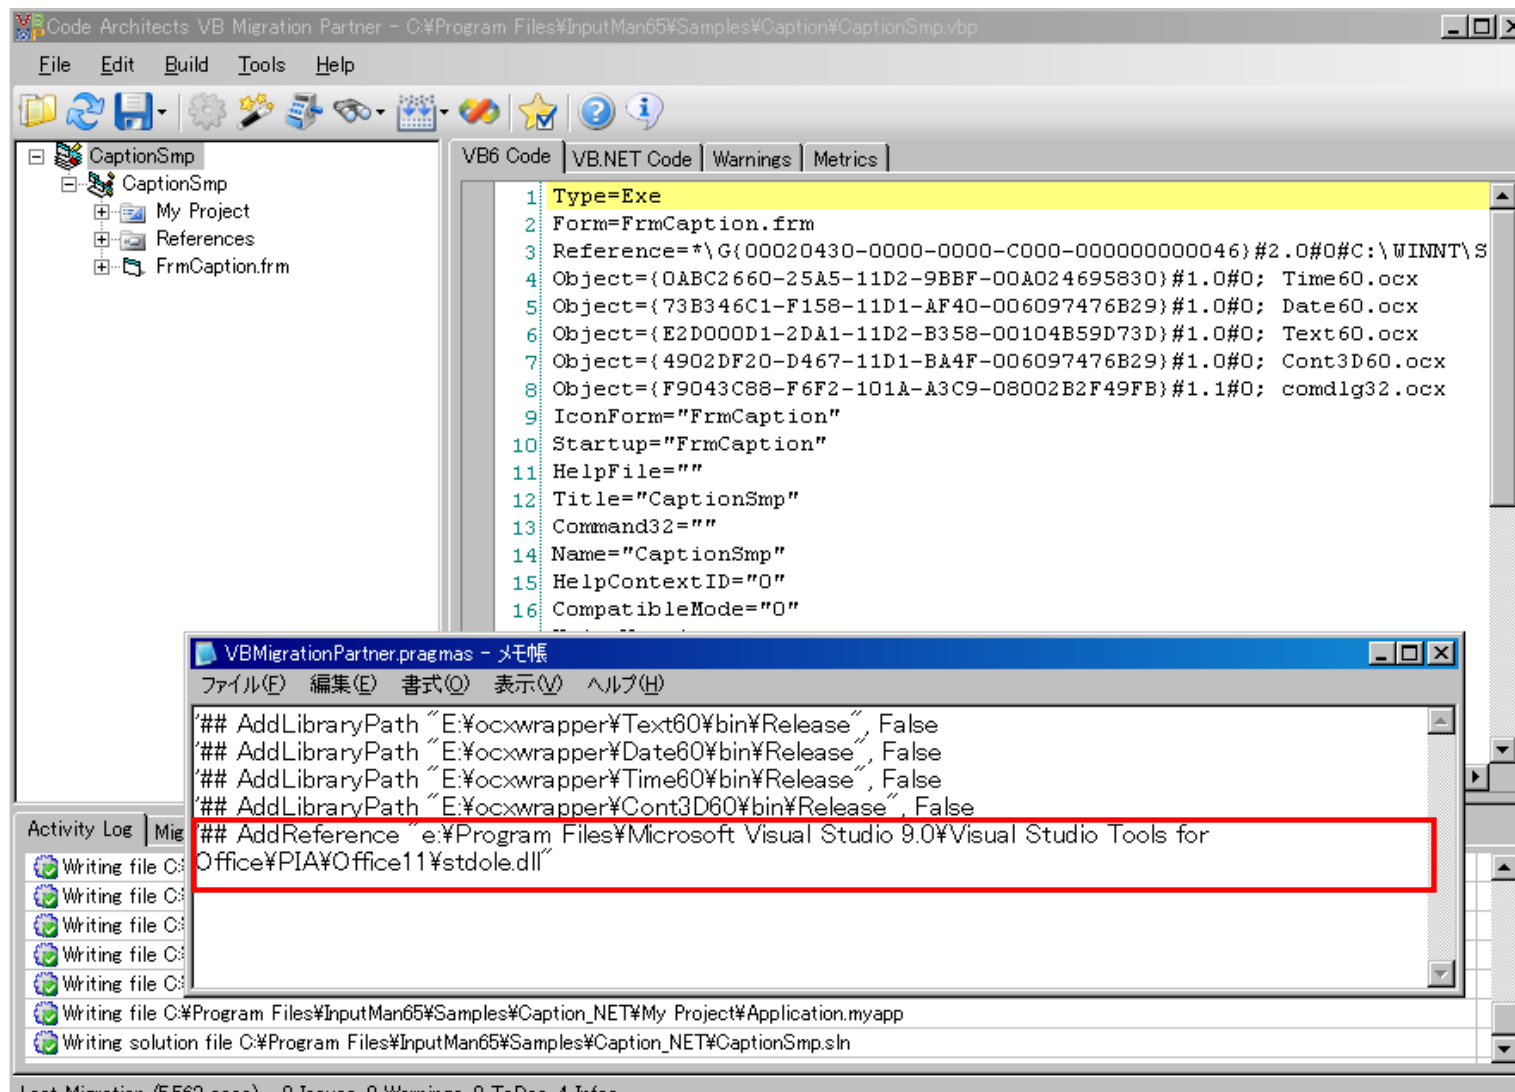 Code Architects VB Migration Partner - C:¥Program Files¥InputMan65¥Samples¥Caption¥CaptionSmp.vbp
File Edit Build Tools Help
CaptionSmp
CaptionSmp
My Project
References
FrmCaption.frm
VB6 Code VB.NET Code Warnings Metrics
1 Type=Exe
2 Form=FrmCaption.frm
3 Reference=*\G{00020430-0000-0000-C000-000000000046}#2.0#0#C:\WINNT\S
4 Object={0ABC2660-25A5-11D2-9BBF-00A024695830}#1.0#0; Time60.ocx
5 Object={73B346C1-F158-11D1-AF40-006097476B29}#1.0#0; Date60.ocx
6 Object={E2D000D1-2DA1-11D2-B358-00104B59D73D}#1.0#0; Text60.ocx
7 Object={4902DF20-D467-11D1-BA4F-006097476B29}#1.0#0; Cont3D60.ocx
8 Object={F9043C88-F6F2-101A-A3C9-08002B2F49FB}#1.1#0; comdlg32.ocx
9 IconForm="FrmCaption"
10 Startup="FrmCaption"
11 HelpFile=""
12 Title="CaptionSmp"
13 Command32=""
14 Name="CaptionSmp"
15 HelpContextID="0"
16 CompatibleMode="0"
VBMigrationPartner.pragmas - メモ帳
ファイル(F) 編集(E) 書式(O) 表示(V) ヘルプ(H)
'## AddLibraryPath "E:¥ocxwrapper¥Text60¥bin¥Release", False
'## AddLibraryPath "E:¥ocxwrapper¥Date60¥bin¥Release", False
'## AddLibraryPath "E:¥ocxwrapper¥Time60¥bin¥Release", False
'## AddLibraryPath "E:¥ocxwrapper¥Cont3D60¥bin¥Release", False
'## AddReference "e:¥Program Files¥Microsoft Visual Studio 9.0¥Visual Studio Tools for
Office¥PIA¥Office11¥stdole.dll"
Activity Log Mig
Writing file C:
Writing file C:
Writing file C:
Writing file C:
Writing file C:
Writing file C:¥Program Files¥InputMan65¥Samples¥Caption_NET¥My Project¥Application.myapp
Writing solution file C:¥Program Files¥InputMan65¥Samples¥Caption_NET¥CaptionSmp.sln